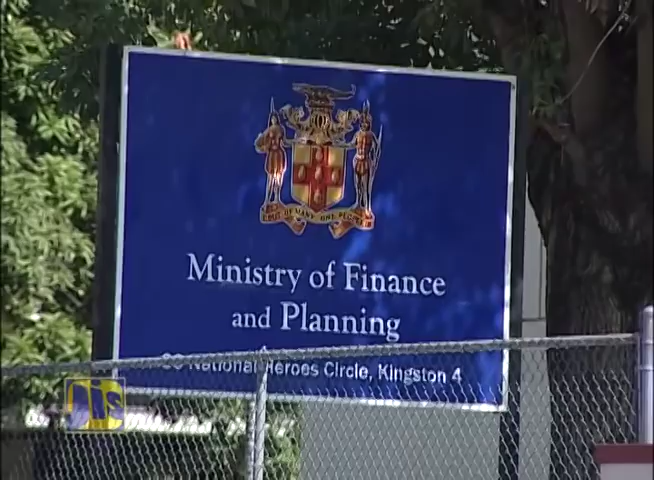 OUT OF MANY, ONE PEOPLE
Ministry of Finance
and Planning
National Heroes Circle, Kingston 4
jis